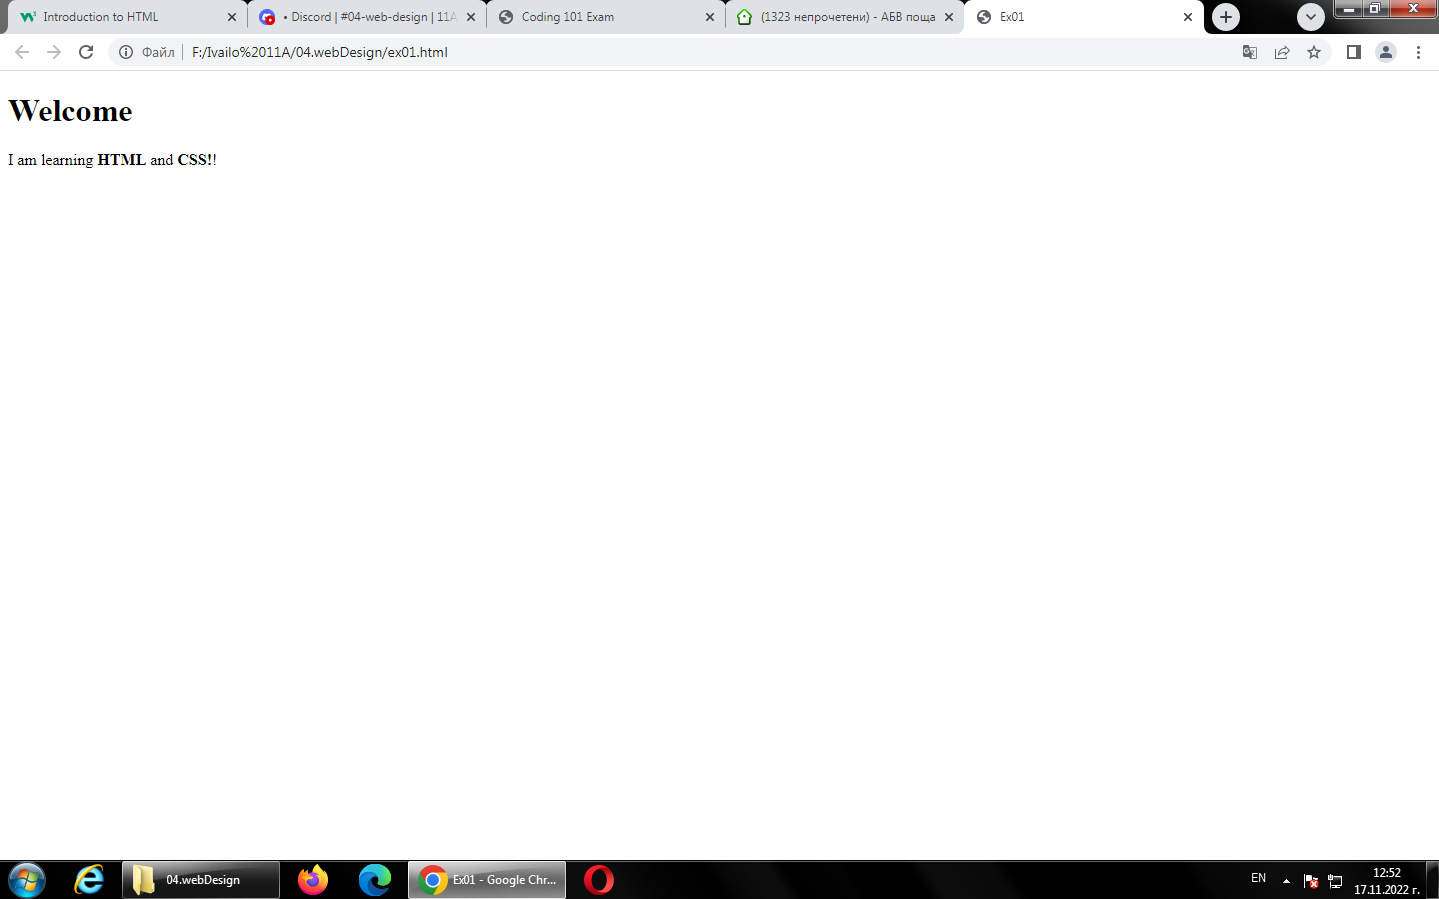 Introduction to HTML
• Discord | #04-web-design | 11A
Coding 101 Exam
(1323 непрочетени) - АБВ поща
Ex01
Файл
F:/Ivailo%2011A/04.webDesign/ex01.html
Welcome
I am learning HTML and CSS!!
04.webDesign
Ex01 - Google Chr...
EN
12:52
17.11.2022 г.